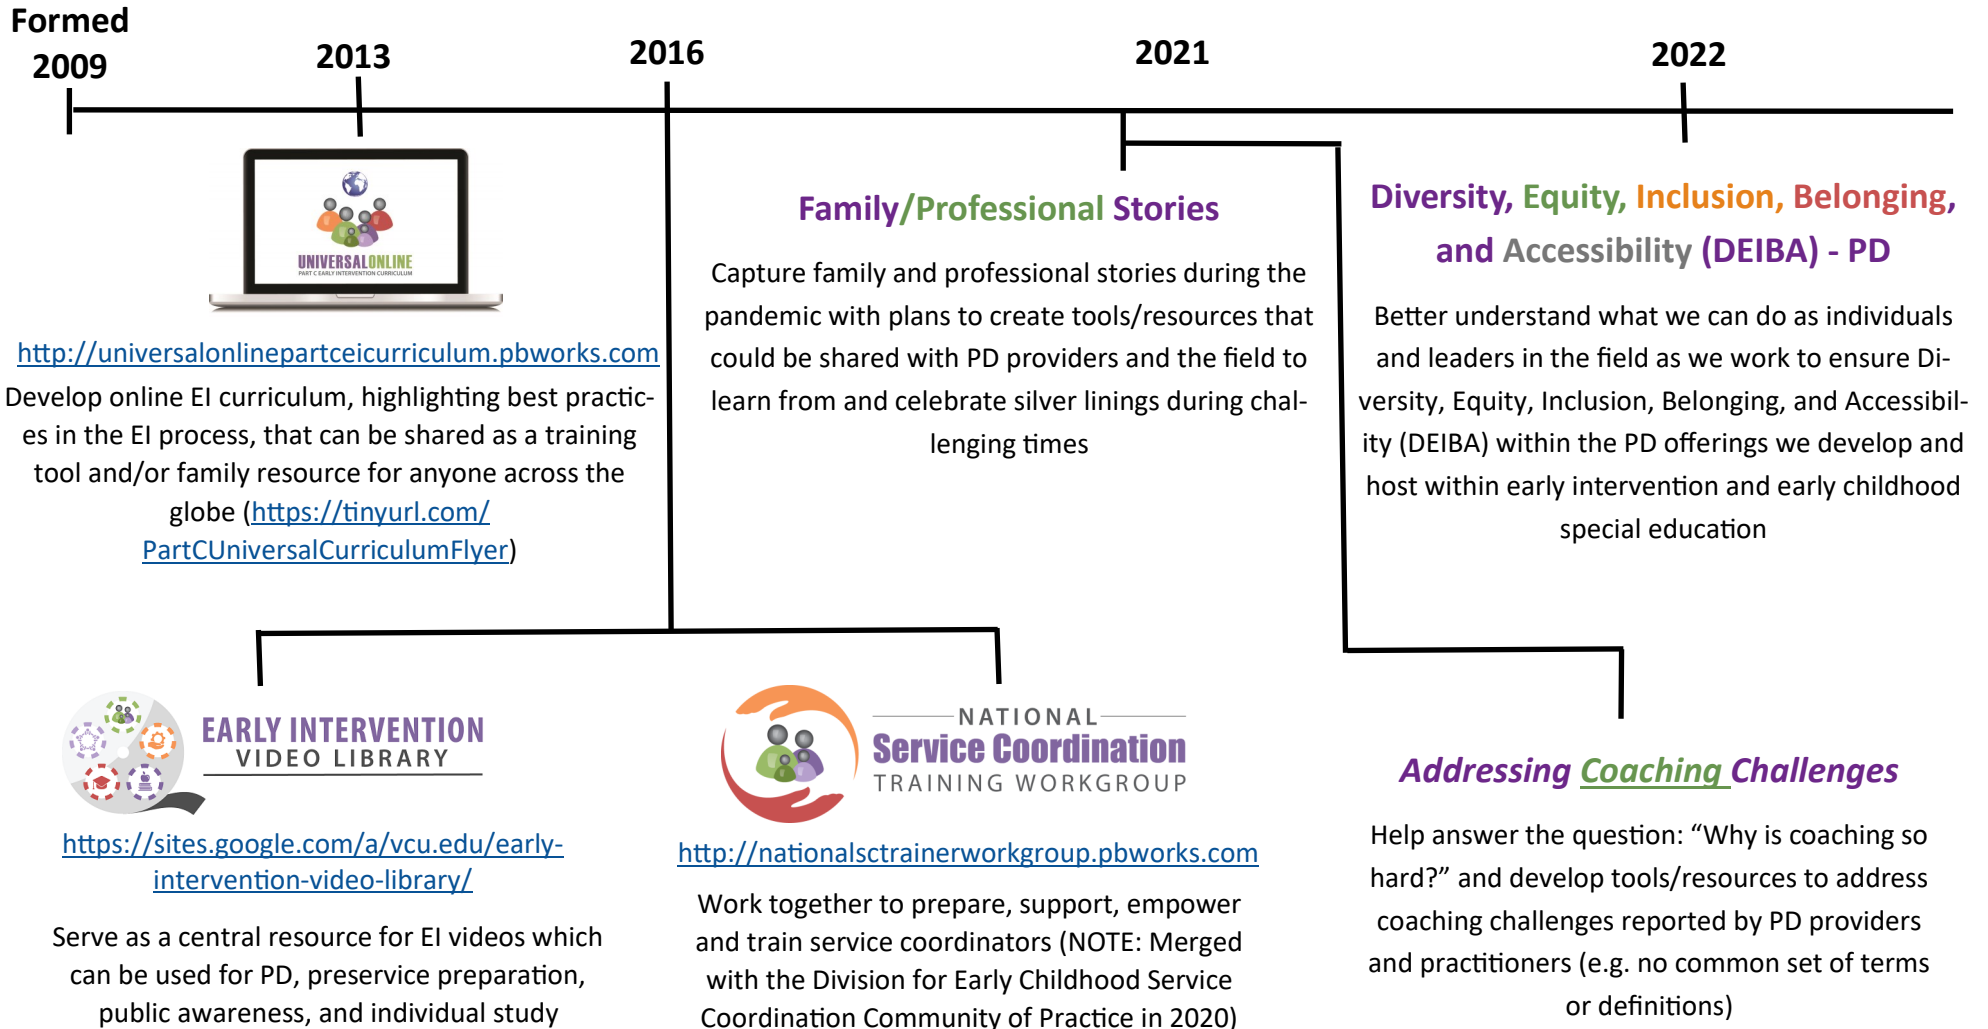 Formed
2009
2013
2016
2021
2022
UNIVERSALONLINE
PART C EARLY INTERVENTION CURRICULUM
http://universalonlinepartceicurriculum.pbworks.com
Develop online EI curriculum, highlighting best practic-
es in the EI process, that can be shared as a training
tool and/or family resource for anyone across the
globe (https://tinyurl.com/
PartCUniversalCurriculumFlyer)
Family/Professional Stories
Capture family and professional stories during the
pandemic with plans to create tools/resources that
could be shared with PD providers and the field to
learn from and celebrate silver linings during chal-
lenging times
Diversity, Equity, Inclusion, Belonging,
and Accessibility (DEIBA) - PD
Better understand what we can do as individuals
and leaders in the field as we work to ensure Di-
versity, Equity, Inclusion, Belonging, and Accessibil-
ity (DEIBA) within the PD offerings we develop and
host within early intervention and early childhood
special education
EARLY INTERVENTION
VIDEO LIBRARY
https://sites.google.com/a/vcu.edu/early-
intervention-video-library/
Serve as a central resource for EI videos which
can be used for PD, preservice preparation,
public awareness, and individual study
NATIONAL
Service Coordination
TRAINING WORKGROUP
http://nationalsctrainerworkgroup.pbworks.com
Work together to prepare, support, empower
and train service coordinators (NOTE: Merged
with the Division for Early Childhood Service
Coordination Community of Practice in 2020)
Addressing Coaching Challenges
Help answer the question: “Why is coaching so
hard?” and develop tools/resources to address
coaching challenges reported by PD providers
and practitioners (e.g. no common set of terms
or definitions)